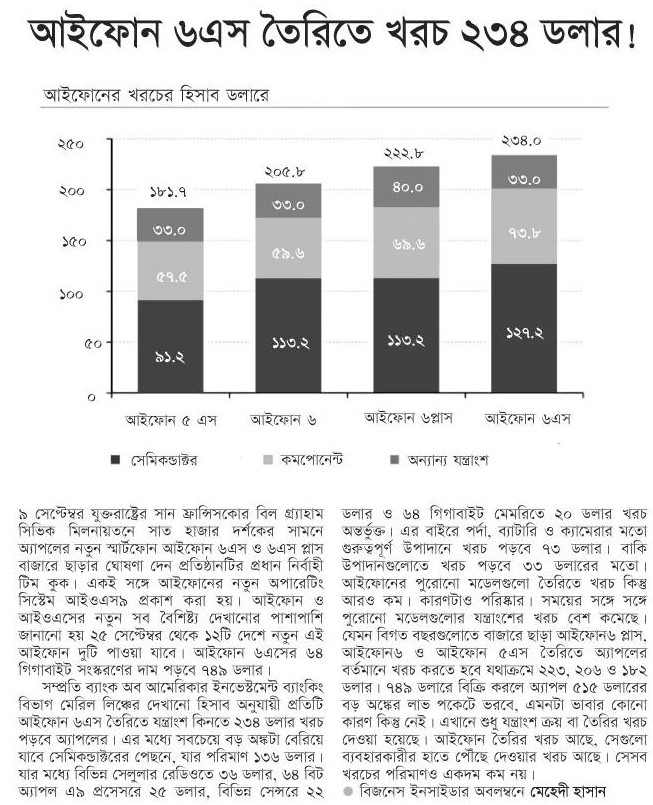 আইফোন ৬এস তৈরিতে খরচ ২৩৪ ডলার!
আইফোনের খরচের হিসাব ডলারে
২৫০
২০০
১৫০
১০০
৫০
০
১৮১.৭
৩৩.০
৫৭.৫
৯১.২
২০৫.৮
৩৩.০
৫৯.৬
১১৩.২
২২২.৮
৪০.০
৬৯.৬
১১৩.২
২৩৪.০
৩৩.০
৭৩.৮
১২৭.২
আইফোন ৫ এস
আইফোন ৬
আইফোন ৬প্লাস
আইফোন ৬এস
সেমিকন্ডাক্টর
কমপোনেন্ট
অন্যান্য যন্ত্রাংশ
৯ সেপ্টেম্বর যুক্তরাষ্ট্রের সান ফ্রান্সিসকোর বিল গ্র্যাহাম
সিভিক মিলনায়তনে সাত হাজার দর্শকের সামনে
অ্যাপলের নতুন স্মার্টফোন আইফোন ৬এস ও ৬এস প্লাস
বাজারে ছাড়ার ঘোষণা দেন প্রতিষ্ঠানটির প্রধান নির্বাহী
টিম কুক। একই সঙ্গে আইফোনের নতুন অপারেটিং
সিস্টেম আইওএস৯ প্রকাশ করা হয়। আইফোন ও
আইওএসের নতুন সব বৈশিষ্ট্য দেখানোর পাশাপাশি
জানানো হয় ২৫ সেপ্টেম্বর থেকে ১২টি দেশে নতুন এই
আইফোন দুটি পাওয়া যাবে। আইফোন ৬এসের ৬৪
গিগাবাইট সংস্করণের দাম পড়বে ৭৪৯ ডলার।
সম্প্রতি ব্যাংক অব আমেরিকার ইনভেস্টমেন্ট ব্যাংকিং
বিভাগ মেরিল লিঞ্চের দেখানো হিসাব অনুযায়ী প্রতিটি
আইফোন ৬এস তৈরিতে যন্ত্রাংশ কিনতে ২৩৪ ডলার খরচ
পড়বে অ্যাপলের। এর মধ্যে সবচেয়ে বড় অঙ্কটা বেরিয়ে
যাবে সেমিকন্ডাক্টরের পেছনে, যার পরিমাণ ১৩৬ ডলার।
যার মধ্যে বিভিন্ন সেলুলার রেডিওতে ৩৬ ডলার, ৬৪ বিট
অ্যাপল এ৯ প্রসেসরে ২৫ ডলার, বিভিন্ন সেন্সরে ২২
ডলার ও ৬৪ গিগাবাইট মেমরিতে ২০ ডলার খরচ
অন্তর্ভুক্ত। এর বাইরে পর্দা, ব্যাটারি ও ক্যামেরার মতো
গুরুত্বপূর্ণ উপাদানে খরচ পড়বে ৭৩ ডলার। বাকি
উপাদানগুলোতে খরচ পড়বে ৩৩ ডলারের মতো।
আইফোনের পুরোনো মডেলগুলো তৈরিতে খরচ কিন্তু
আরও কম। কারণটাও পরিষ্কার। সময়ের সঙ্গে সঙ্গে
পুরোনো মডেলগুলোর যন্ত্রাংশের খরচ বেশ কমেছে।
যেমন বিগত বছরগুলোতে বাজারে ছাড়া আইফোন৬ প্লাস,
আইফোন৬ ও আইফোন ৫এস তৈরিতে অ্যাপলের
বর্তমানে খরচ করতে হবে যথাক্রমে ২২৩, ২০৬ ও ১৮২
ডলার। ৭৪৯ ডলারে বিক্রি করলে অ্যাপল ৫১৫ ডলারের
বড় অঙ্কের লাভ পকেটে ভরবে, এমনটা ভাবার কোনো
কারণ কিন্তু নেই। এখানে শুধু যন্ত্রাংশ ক্রয় বা তৈরির খরচ
দেওয়া হয়েছে। আইফোন তৈরির খরচ আছে, সেগুলো
ব্যবহারকারীর হাতে পৌঁছে দেওয়ার খরচ আছে। সেসব
খরচের পরিমাণও একদম কম নয়।
বিজনেস ইনসাইডার অবলম্বনে মেহেদী হাসান